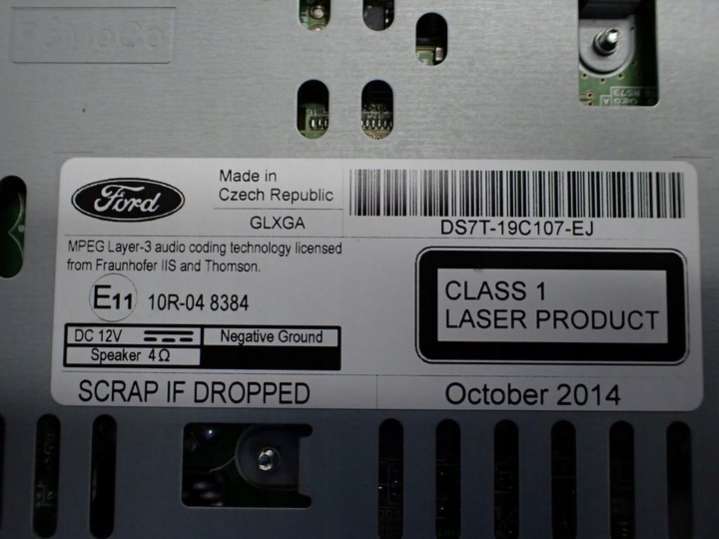 Ford
Made in
Czech Republic
GLXGA
DS7T-19C107-EJ
MPEG Layer-3 audio coding technology licensed
from Fraunhofer IIS and Thomson.
E11 10R-04 8384
CLASS 1
LASER PRODUCT
DC 12V
Negative Ground
Speaker 4Ω
SCRAP IF DROPPED
October 2014